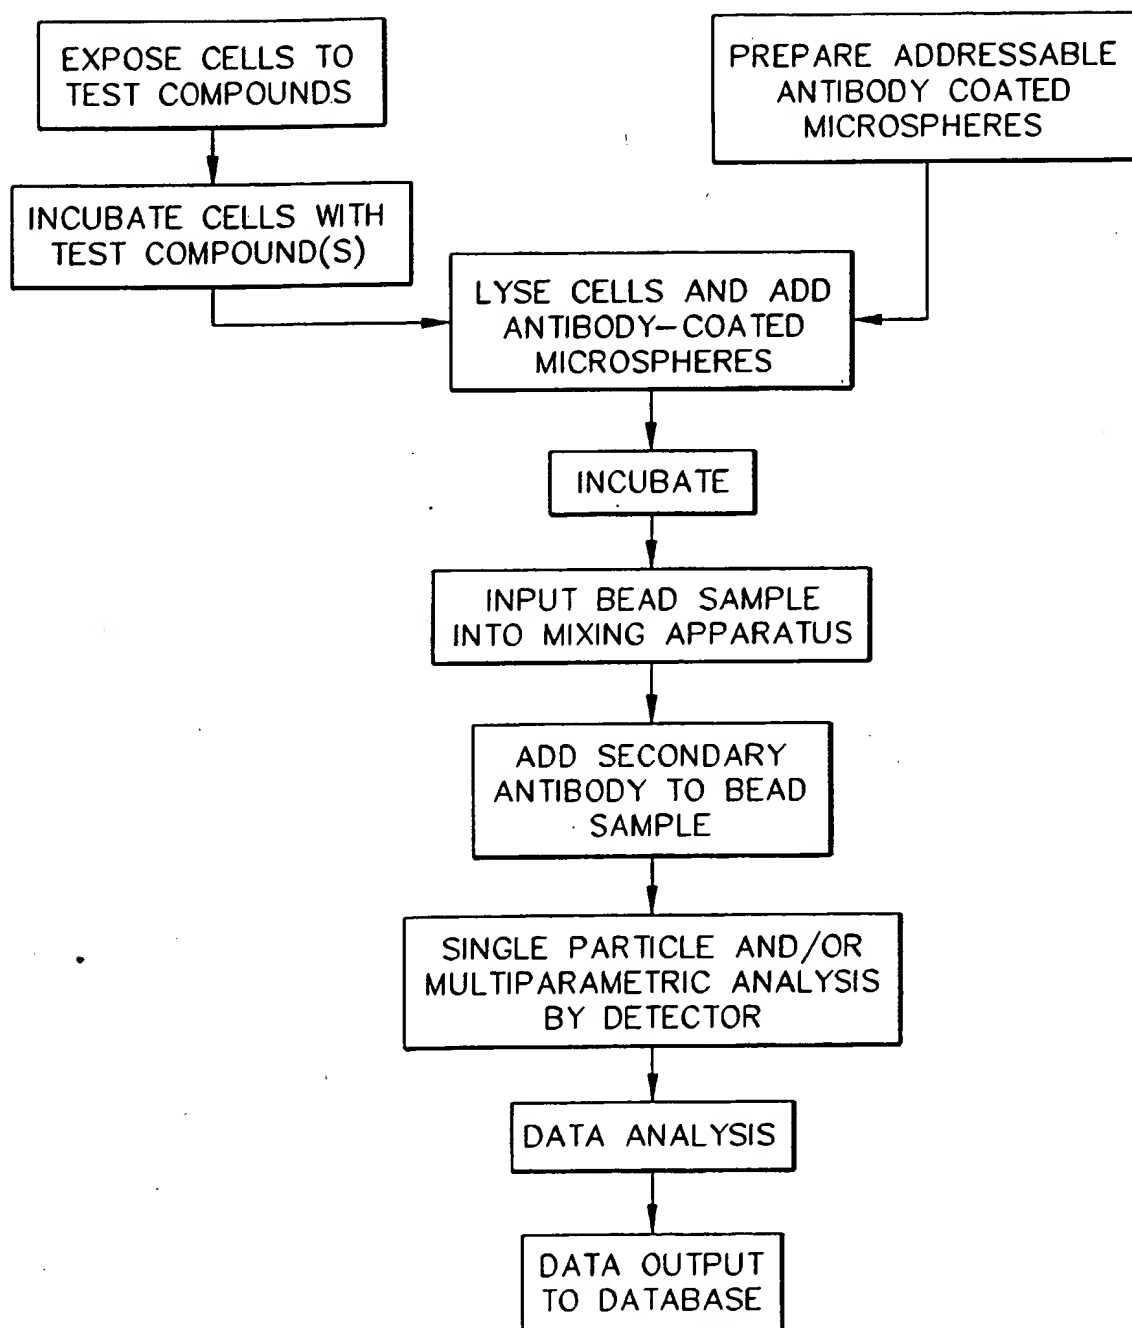 EXPOSE CELLS TO
TEST COMPOUNDS
PREPARE ADDRESSABLE
ANTIBODY COATED
MICROSPHERES
INCUBATE CELLS WITH
TEST COMPOUND(S)
LYSE CELLS AND ADD
ANTIBODY-COATED
MICROSPHERES
INCUBATE
INPUT BEAD SAMPLE
INTO MIXING APPARATUS
ADD SECONDARY
ANTIBODY TO BEAD
SAMPLE
SINGLE PARTICLE AND/OR
MULTIPARAMETRIC ANALYSIS
BY DETECTOR
DATA ANALYSIS
DATA OUTPUT
TO DATABASE